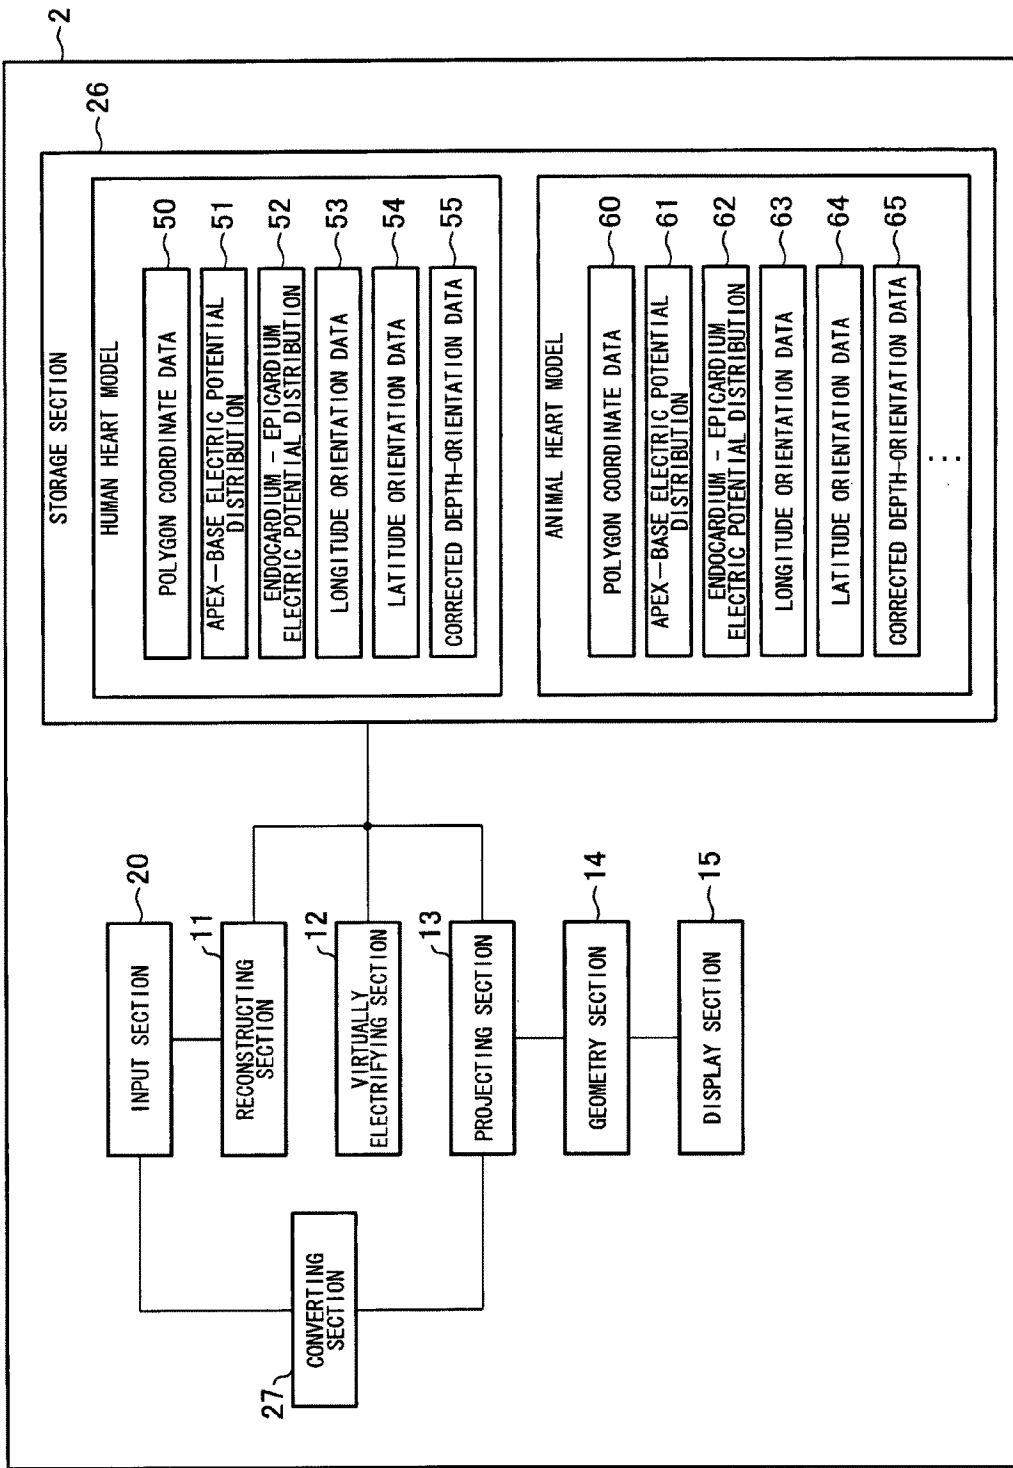 2
26
STORAGE SECTION
HUMAN HEART MODEL
POLYGON COORDINATE DATA
50
APEX-BASE ELECTRIC POTENTIAL
DISTRIBUTION
51
ENDOCARDIUM - EPICARDIUM
ELECTRIC POTENTIAL DISTRIBUTION
52
LONGITUDE ORIENTATION DATA
53
LATITUDE ORIENTATION DATA
54
CORRECTED DEPTH-ORIENTATION DATA
55
ANIMAL HEART MODEL
POLYGON COORDINATE DATA
60
APEX-BASE ELECTRIC POTENTIAL
DISTRIBUTION
61
ENDOCARDIUM - EPICARDIUM
ELECTRIC POTENTIAL DISTRIBUTION
62
LONGITUDE ORIENTATION DATA
63
LATITUDE ORIENTATION DATA
64
CORRECTED DEPTH-ORIENTATION DATA
65
...
INPUT SECTION
20
11
RECONSTRUCTING
SECTION
12
VIRTUALLY
ELECTRIFYING SECTION
13
PROJECTING SECTION
GEOMETRY SECTION
14
DISPLAY SECTION
15
27
CONVERTING
SECTION